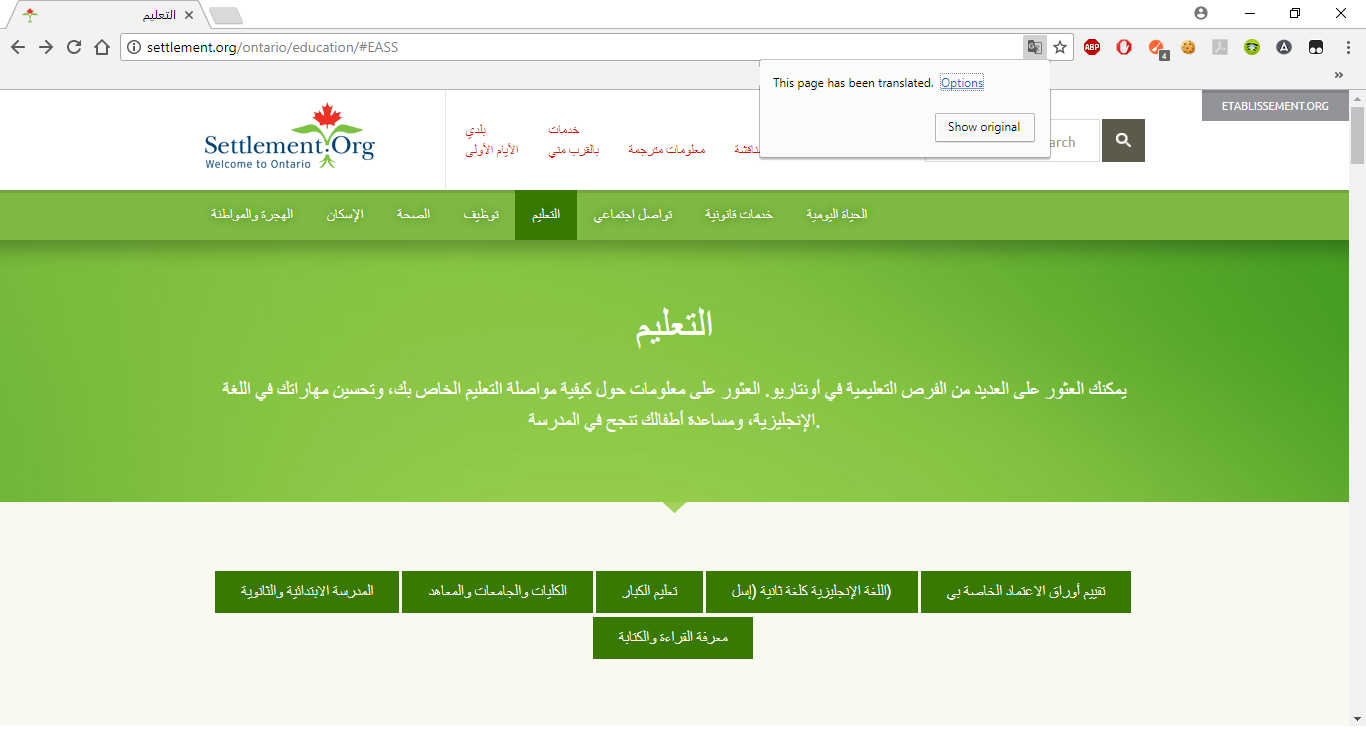 التعليم
settlement.org/ontario/education/#EASS
ABP
4
This page has been translated. Options
Show original
ETABLISSEMENT.ORG
Settlement.Org
Welcome to Ontario
بلدي
الأيام الأولى
خدمات
بالقرب مني
معلومات مترجمة
arch
الهجرة والمواطنة
الإسكان
الصحة
توظيف
التعليم
تواصل اجتماعي
خدمات قانونية
الحياة اليومية
التعليم
يمكنك العثور على العديد من الفرص التعليمية في أونتاريو. العثور على معلومات حول كيفية مواصلة التعليم الخاص بك، وتحسين مهاراتك في اللغة
الإنجليزية، ومساعدة أطفالك تنجح في المدرسة.
المدرسة الابتدائية والثانوية
الكليات والجامعات والمعاهد
تعليم الكبار
اللغة الإنجليزية كلغة ثانية (إسل)
تقييم أوراق الاعتماد الخاصة بي
معرفة القراءة والكتابة